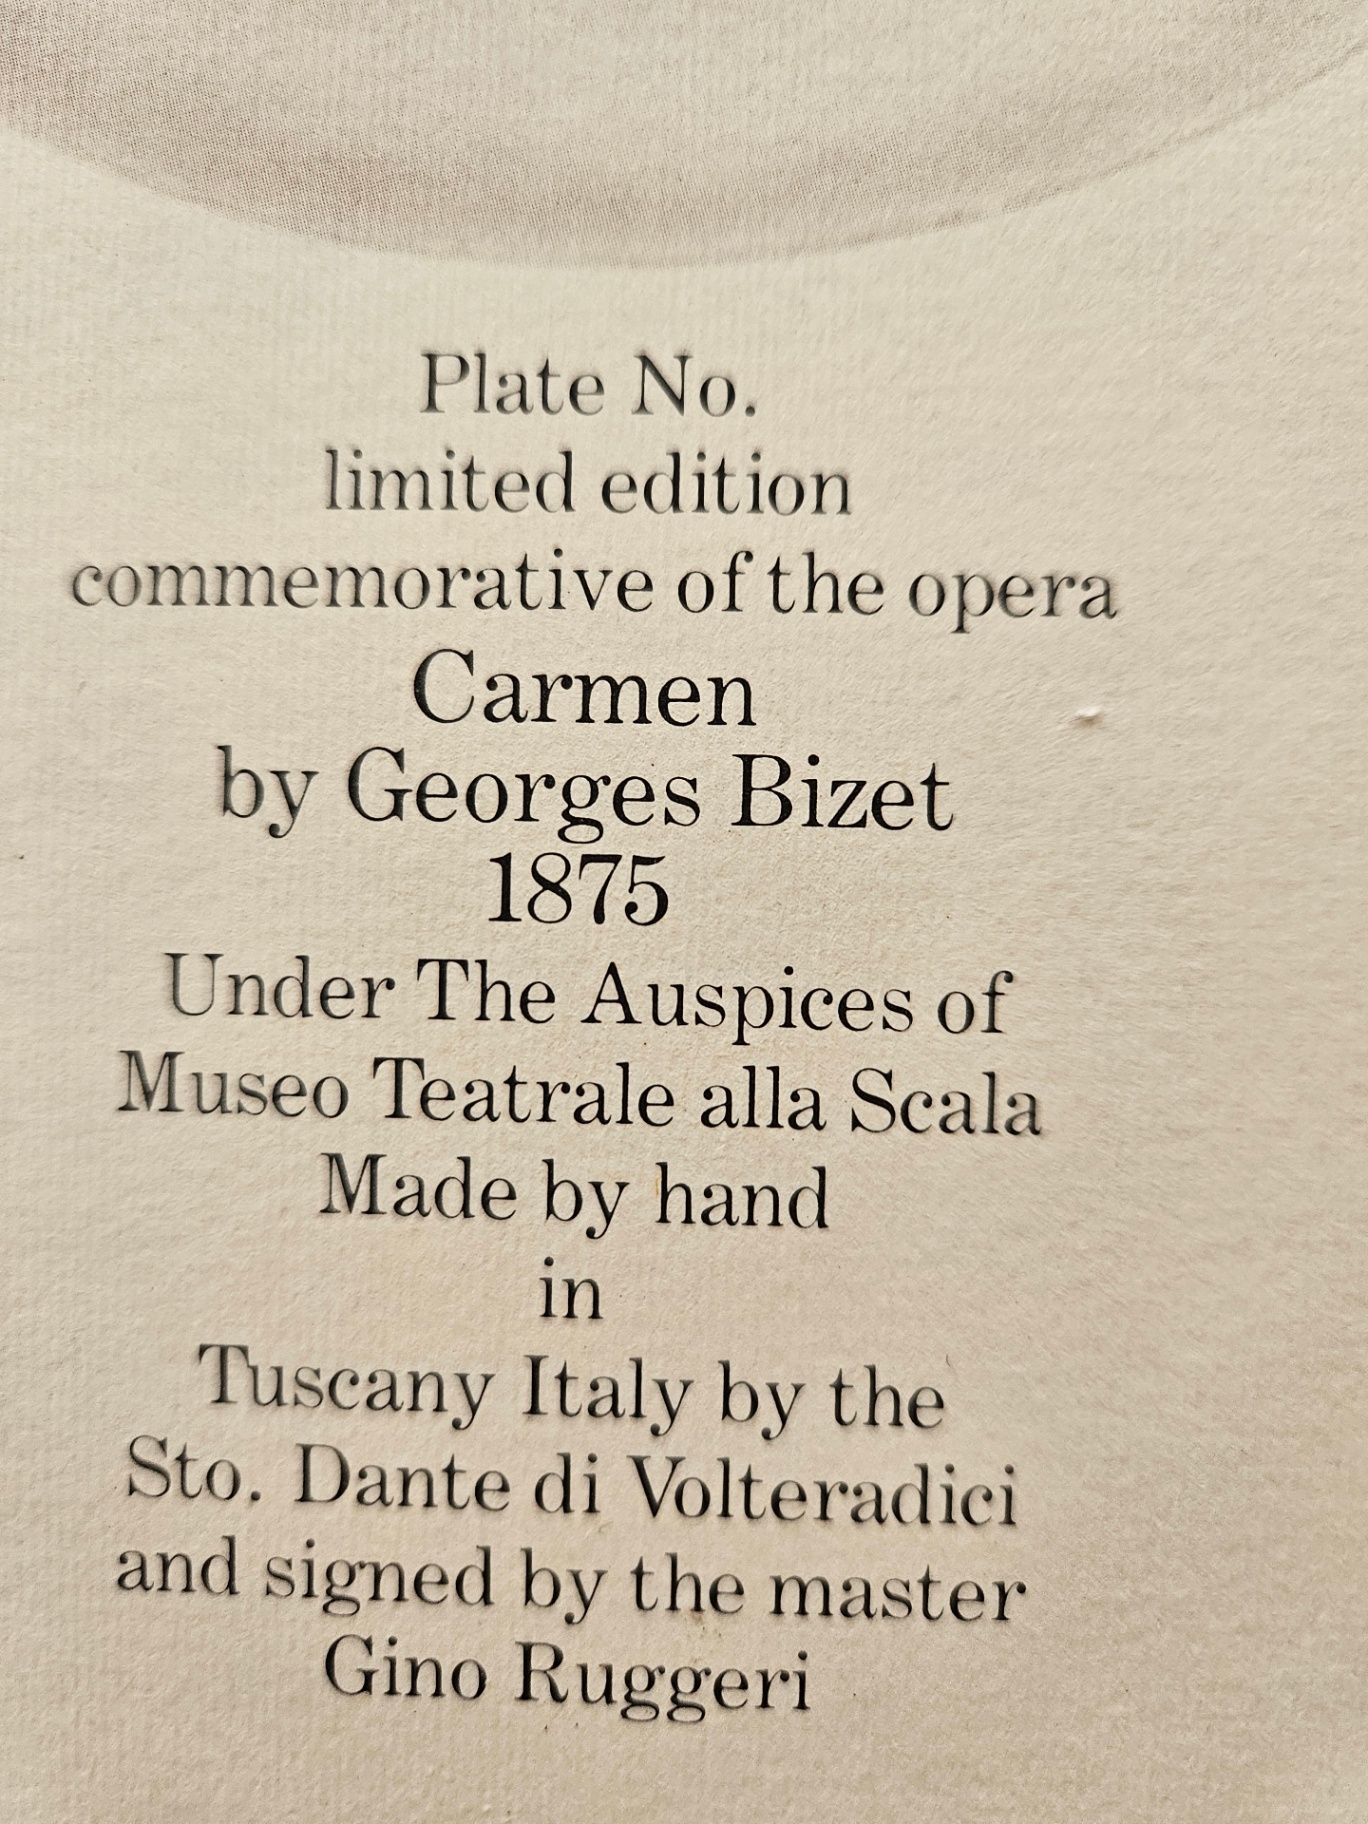 Plate No.
limited edition
commemorative of the opera
Carmen
by Georges Bizet
1875
Under The Auspices of
Museo Teatrale alla Scala
Made by hand
in
Tuscany Italy by the
Sto. Dante di Volteradici
and signed by the master
Gino Ruggeri